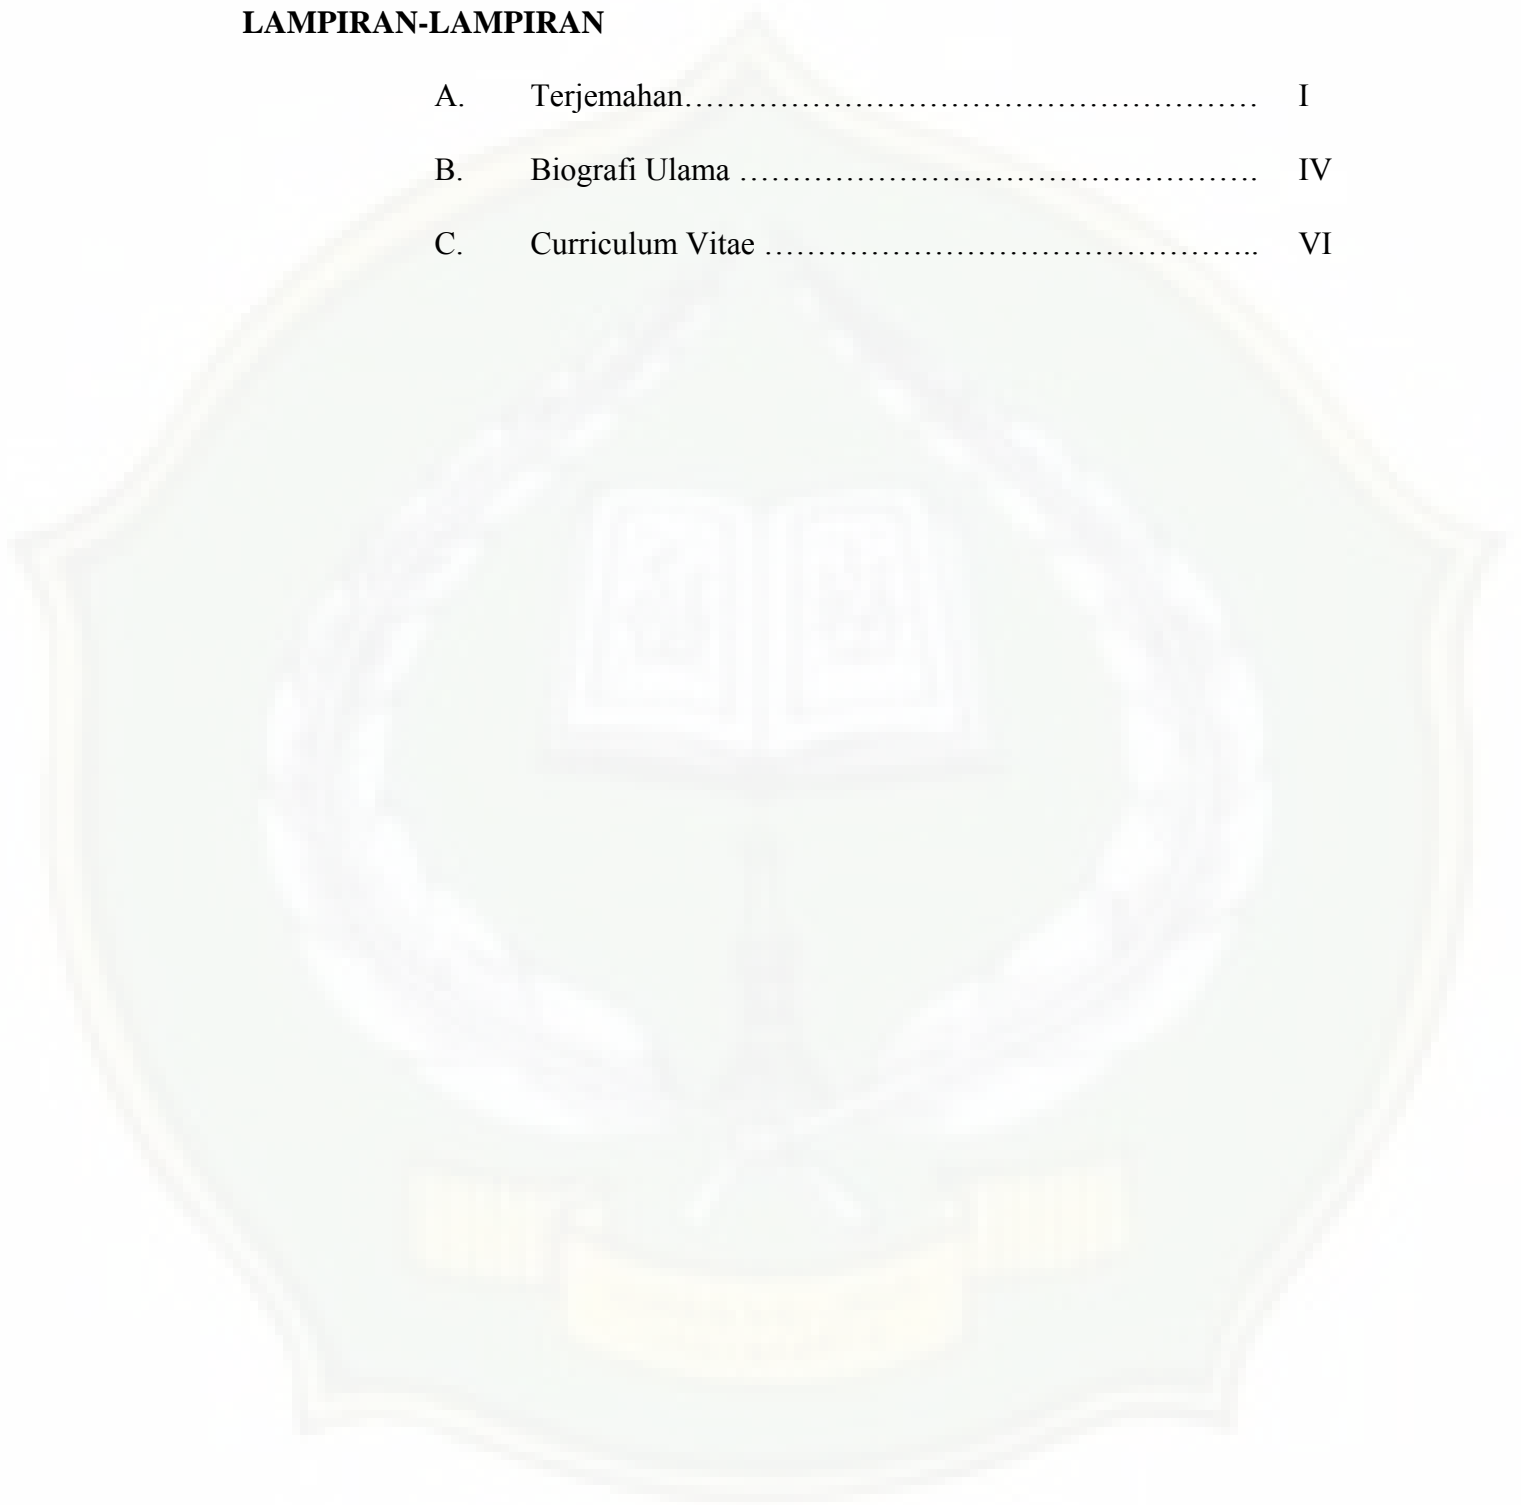 LAMPIRAN-LAMPIRAN
A. Terjemahan……………………………………………… I
B. Biografi Ulama …………………………………………. IV
C. Curriculum Vitae ……………………………………….. VI